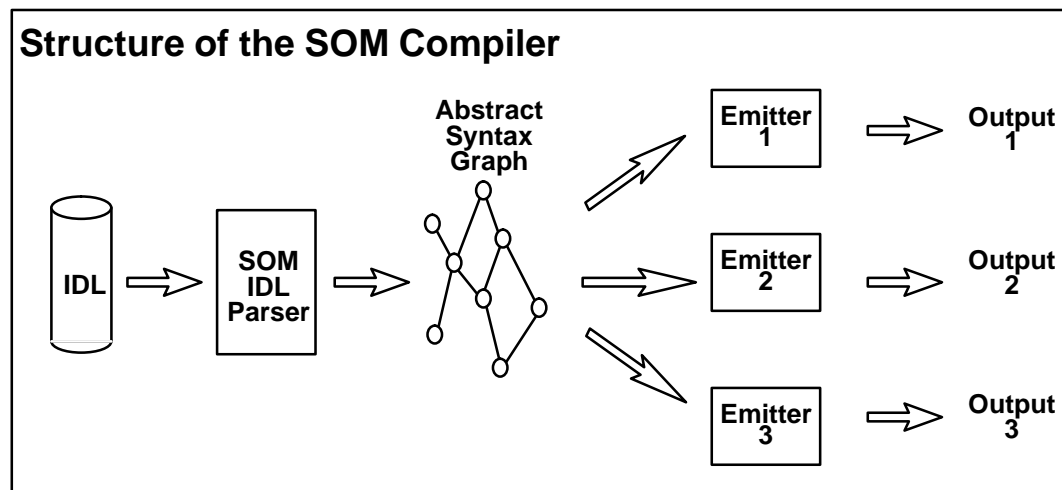 Structure of the SOM Compiler
IDL
SOM
IDL
Parser
Abstract
Syntax
Graph
Emitter
1
Output
1
Emitter
2
Output
2
Emitter
3
Output
3